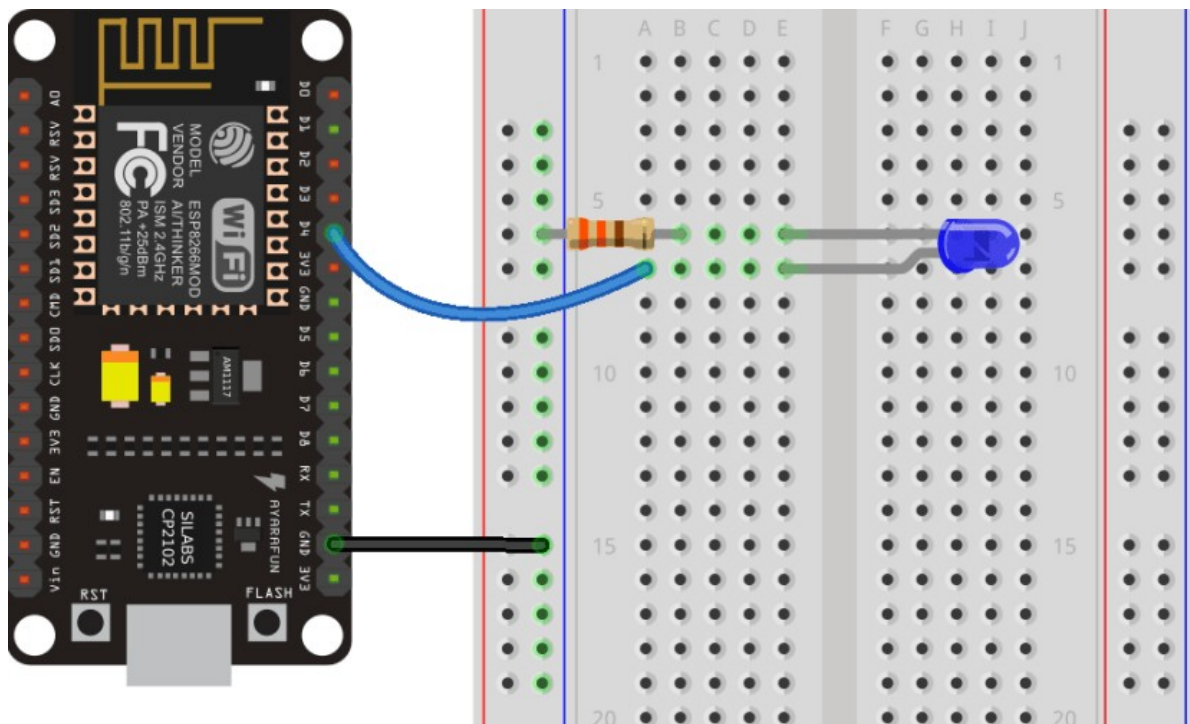 A0
RSV
RSV
SD3
SD2
SD1
CMD
SD0
CLK
GND
3V3
EN
RST
GND
Vin
MODEL ESP8266MOD
VENDOR AI/THINKER
ISM 2.4GHz
PA +25dBm
802.11b/g/n
FC
WiFi
AM1117
SILABS
CP2102
AYARAFUN
RST
FLASH
D0
D1
D2
D3
D4
3V3
GND
D5
D6
D7
D8
RX
TX
GND
3V3
A B C D E F G H I J
1 1
5 5
10 10
15 15
20 20